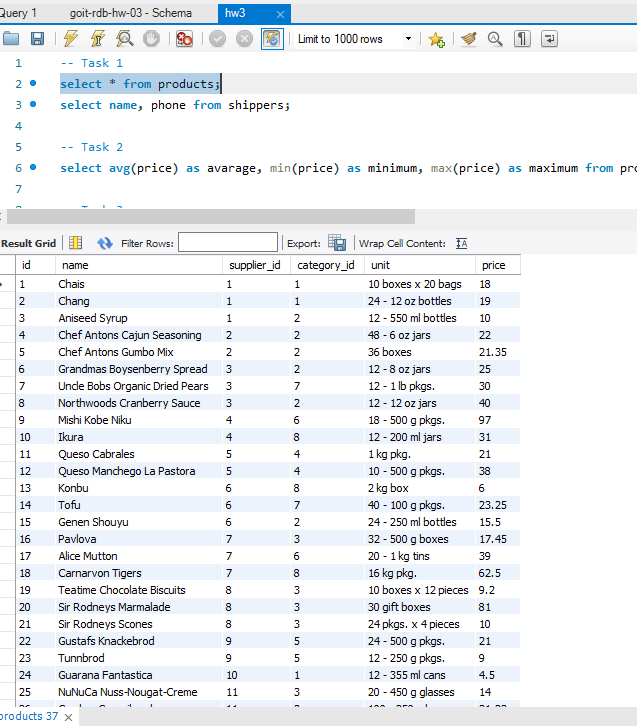 Query 1 goit-rdb-hw-03 - Schema hw3
Limit to 1000 rows
1 -- Task 1
2 select * from products;
3 select name, phone from shippers;
4
5 -- Task 2
6 select avg(price) as avarage, min(price) as minimum, max(price) as maximum from pro
7
Result Grid Filter Rows: Export: Wrap Cell Content:
id name supplier_id category_id unit price
1 Chais 1 1 10 boxes x 20 bags 18
2 Chang 1 1 24 - 12 oz bottles 19
3 Aniseed Syrup 1 2 12 - 550 ml bottles 10
4 Chef Antons Cajun Seasoning 2 2 48 - 6 oz jars 22
5 Chef Antons Gumbo Mix 2 2 36 boxes 21.35
6 Grandmas Boysenberry Spread 3 2 12 - 8 oz jars 25
7 Uncle Bobs Organic Dried Pears 3 7 12 - 1 lb pkgs. 30
8 Northwoods Cranberry Sauce 3 2 12 - 12 oz jars 40
9 Mishi Kobe Niku 4 6 18 - 500 g pkgs. 97
10 Ikura 4 8 12 - 200 ml jars 31
11 Queso Cabrales 5 4 1 kg pkg. 21
12 Queso Manchego La Pastora 5 4 10 - 500 g pkgs. 38
13 Konbu 6 8 2 kg box 6
14 Tofu 6 7 40 - 100 g pkgs. 23.25
15 Genen Shouyu 6 2 24 - 250 ml bottles 15.5
16 Pavlova 7 3 32 - 500 g boxes 17.45
17 Alice Mutton 7 6 20 - 1 kg tins 39
18 Carnarvon Tigers 7 8 16 kg pkg. 62.5
19 Teatime Chocolate Biscuits 8 3 10 boxes x 12 pieces 9.2
20 Sir Rodneys Marmalade 8 3 30 gift boxes 81
21 Sir Rodneys Scones 8 3 24 pkgs. x 4 pieces 10
22 Gustafs Knackebrod 9 5 24 - 500 g pkgs. 21
23 Tunnbrod 9 5 12 - 250 g pkgs. 9
24 Guarana Fantastica 10 1 12 - 355 ml cans 4.5
25 NuNuCa Nuss-Nougat-Creme 11 3 20 - 450 g glasses 14
products 37